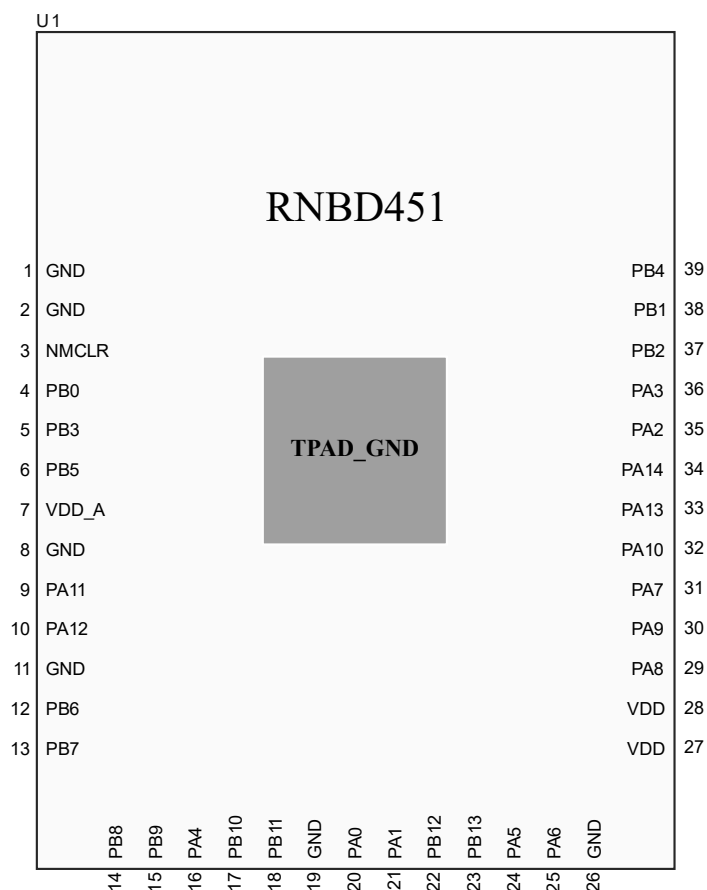 U1
RNBD451
1 GND
2 GND
3 NMCLR
4 PB0
5 PB3
6 PB5
7 VDD_A
8 GND
9 PA11
10 PA12
11 GND
12 PB6
13 PB7
TPAD_GND
PB4 39
PB1 38
PB2 37
PA3 36
PA2 35
PA14 34
PA13 33
PA10 32
PA7 31
PA9 30
PA8 29
VDD 28
VDD 27
14 PB8
15 PB9
16 PA4
17 PB10
18 PB11
19 GND
20 PA0
21 PA1
22 PB12
23 PB13
24 PA5
25 PA6
26 GND